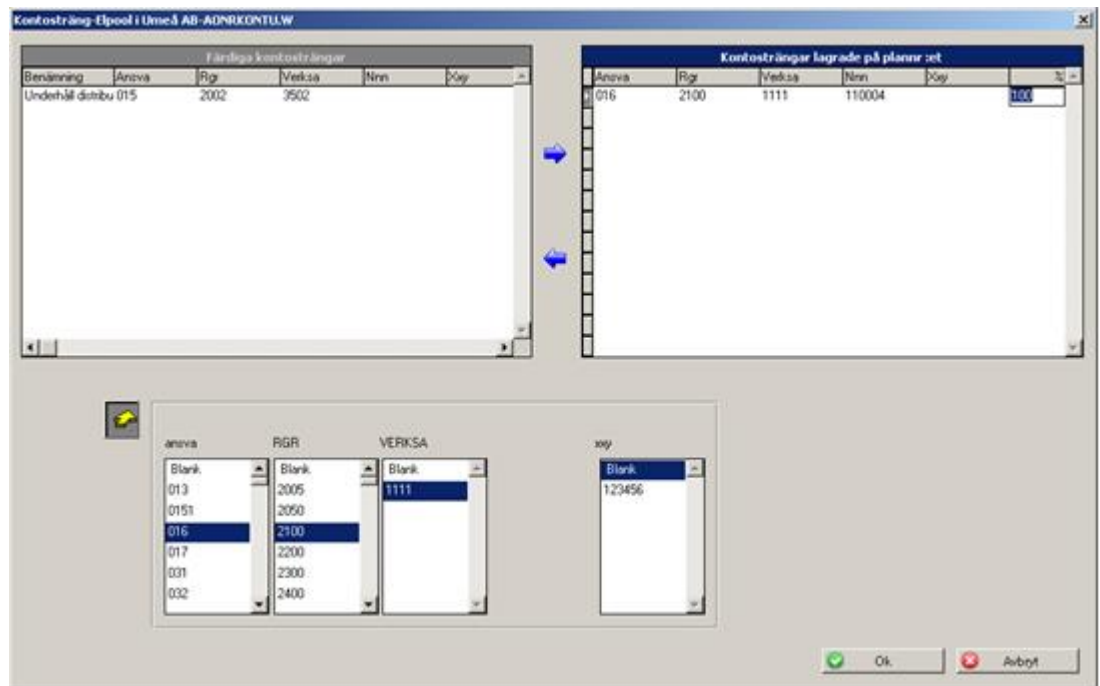 Kontosträng-Elpool i Umeå AB-AONRKONTU.W
Färdiga kontosträngar
Benämning Ansva Rgr Verksa Nnn Xxy
Underhåll distribu 015 2002 3502
Kontosträngar lagrade på plannr :et
Ansva Rgr Verksa Nnn Xxy %
016 2100 1111 110004 100
ansva RGR VERKSA xxy
Blank Blank Blank Blank
013 2005 1111 123456
0151 2050
016 2100
017 2200
031 2300
032 2400
Ok Avbryt